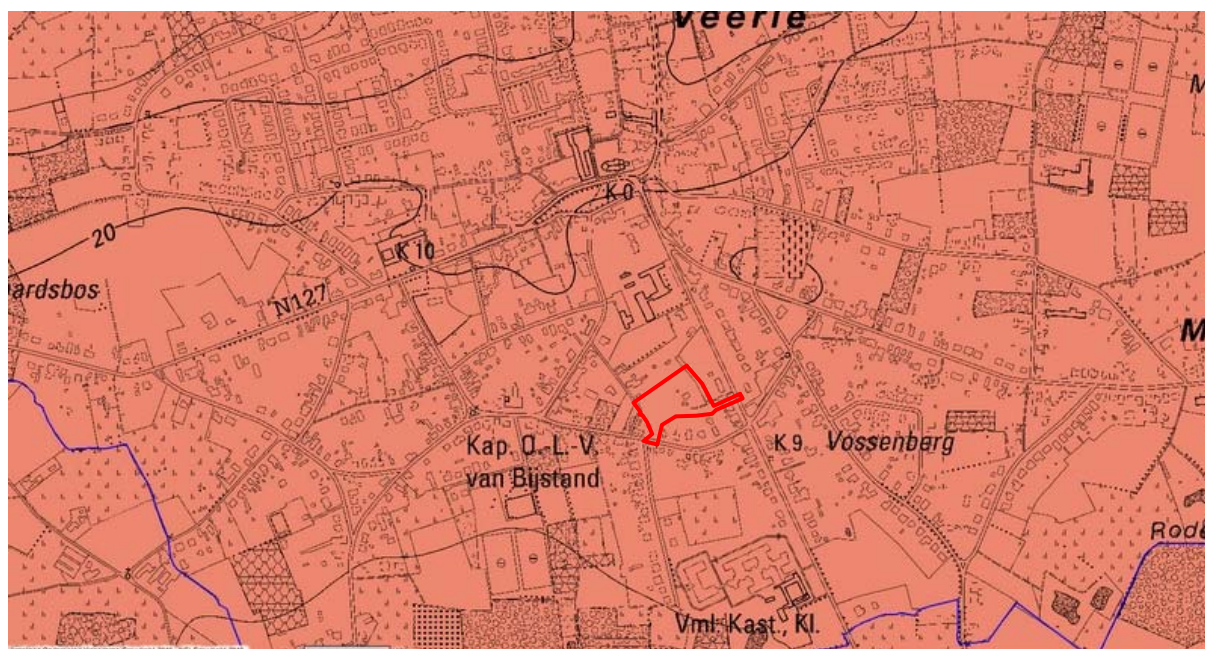 Veerle
M
K 0
20
K 10
ardsbos
N127
M
Kap. O.-L.-V.
van Bijstand
K 9
Vossenberg
Rode
Vml. Kast., Kl.